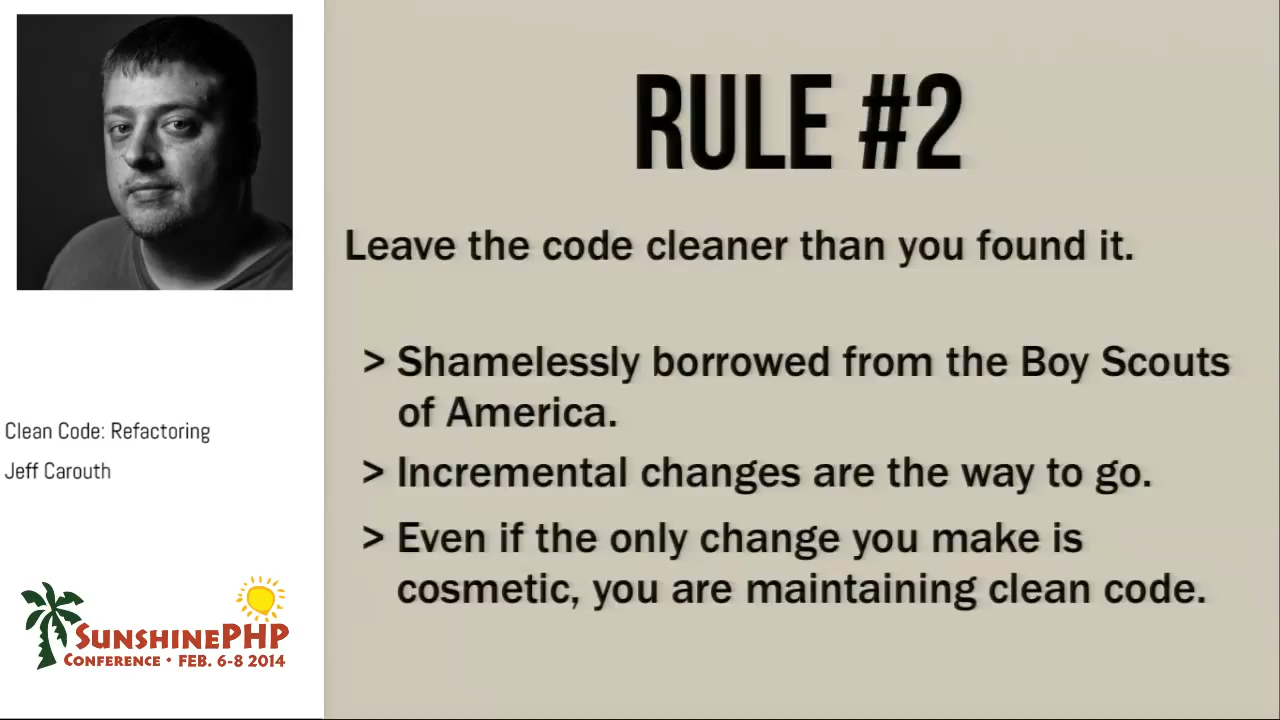 RULE #2
Leave the code cleaner than you found it.
> Shamelessly borrowed from the Boy Scouts
of America.
> Incremental changes are the way to go.
> Even if the only change you make is
cosmetic, you are maintaining clean code.
Clean Code: Refactoring
Jeff Carouth
SUNSHINEPHP
CONFERENCE • FEB. 6-8 2014